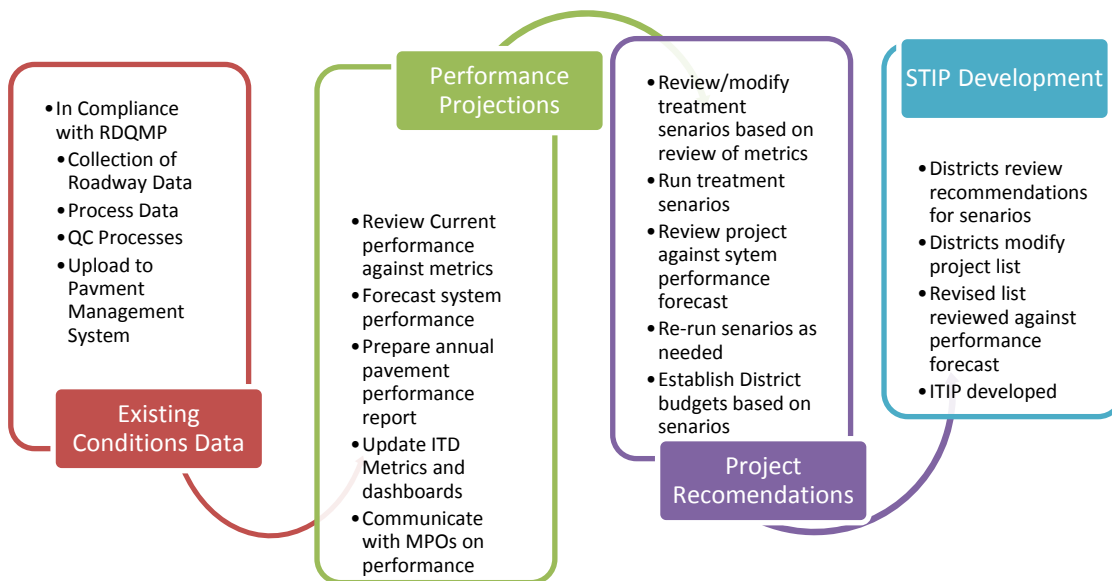 •In Compliance
with RDQMP
•Collection of
Roadway Data
•Process Data
•QC Processes
•Upload to
Pavment
Management
System
Existing
Conditions Data
Performance
Projections
•Review Current
performance
against metrics
•Forecast system
performance
•Prepare annual
pavement
performance
report
•Update ITD
Metrics and
dashboards
•Communicate
with MPOs on
performance
•Review/modify
treatment
senarios based on
review of metrics
•Run treatment
senarios
•Review project
against sytem
performance
forecast
•Re-run senarios as
needed
•Establish District
budgets based on
senarios
Project
Recomendations
STIP Development
•Districts review
recommendations
for senarios
•Districts modify
project list
•Revised list
reviewed against
performance
forecast
•ITIP developed